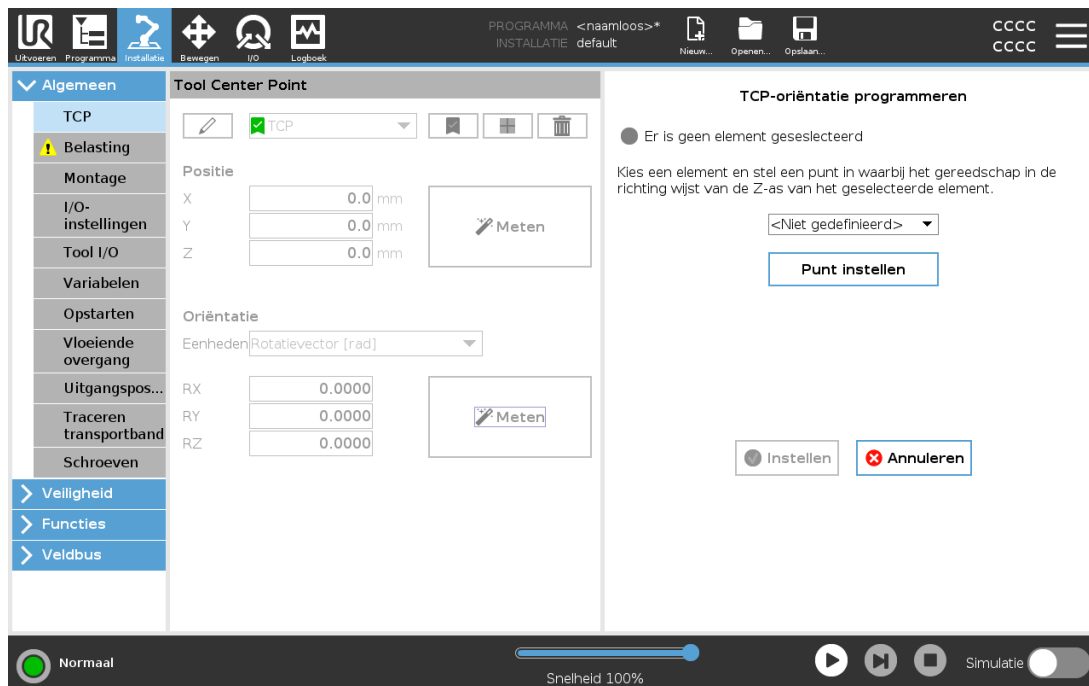 PROGRAMMA <naamloos>*
INSTALLATIE default
CCCC
CCCC
Uitvoeren Programma Installatie Bewegen I/O Logboek Nieuw... Openen... Opslaan...
Algemeen
TCP
Belasting
Montage
I/O-
instellingen
Tool I/O
Variabelen
Opstarten
Vloeiende
overgang
Uitgangspos...
Traceren
transportband
Schroeven
Veiligheid
Functies
Veldbus
Tool Center Point
TCP
Positie
X 0.0 mm
Y 0.0 mm
Z 0.0 mm
Meten
Oriëntatie
Eenheden Rotatievector [rad]
RX 0.0000
RY 0.0000
RZ 0.0000
Meten
TCP-oriëntatie programmeren
Er is geen element geseslecteerd
Kies een element en stel een punt in waarbij het gereedschap in de
richting wijst van de Z-as van het geselecteerde element.
<Niet gedefinieerd>
Punt instellen
Instellen Annuleren
Normaal
Snelheid 100%
Simulatie